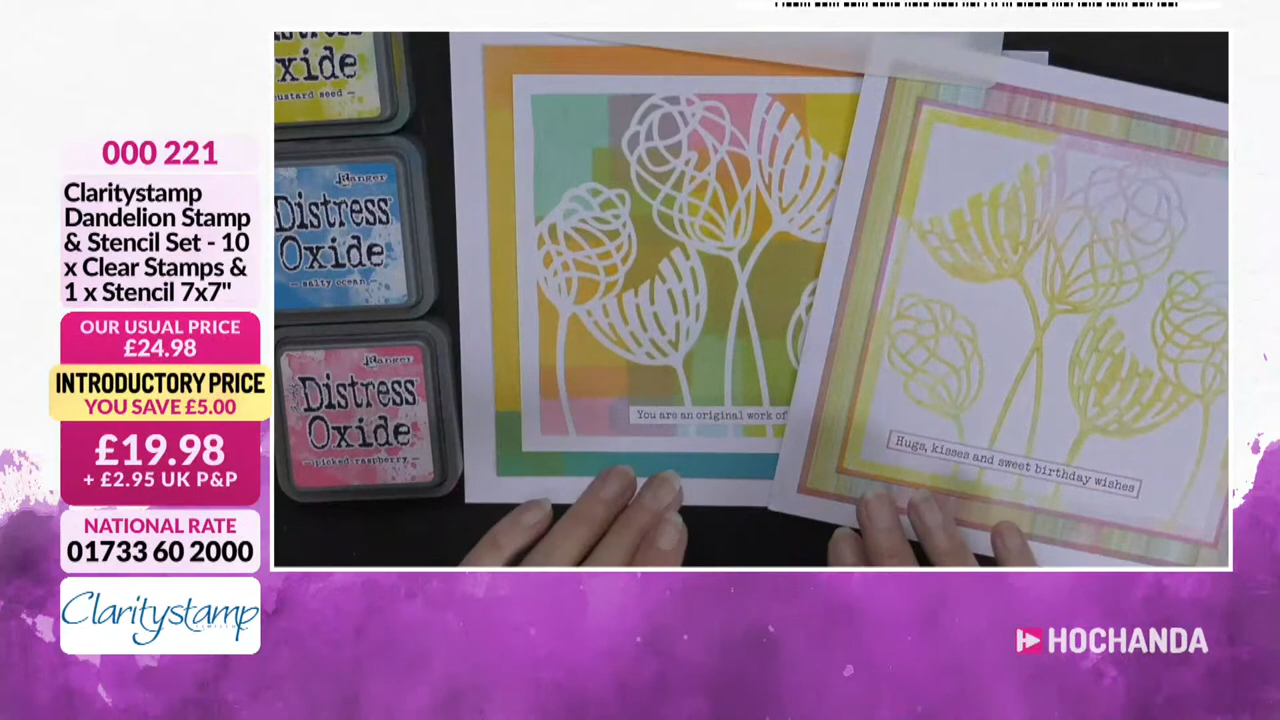 000 221
Claritystamp
Dandelion Stamp
& Stencil Set - 10
x Clear Stamps &
1 x Stencil 7x7"
OUR USUAL PRICE
£24.98
INTRODUCTORY PRICE
YOU SAVE £5.00
£19.98
+ £2.95 UK P&P
NATIONAL RATE
01733 60 2000
Claritystamp
HOCHANDA
xide
ustard seed
Ranger
Distress
Oxide
salty ocean
Ranger
Distress
Oxide
picked raspberry
You are an original work of
Hugs, kisses and sweet birthday wishes